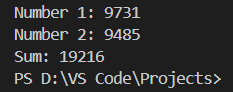 Number 1: 9731
Number 2: 9485
Sum: 19216
PS D:\VS Code\Projects>